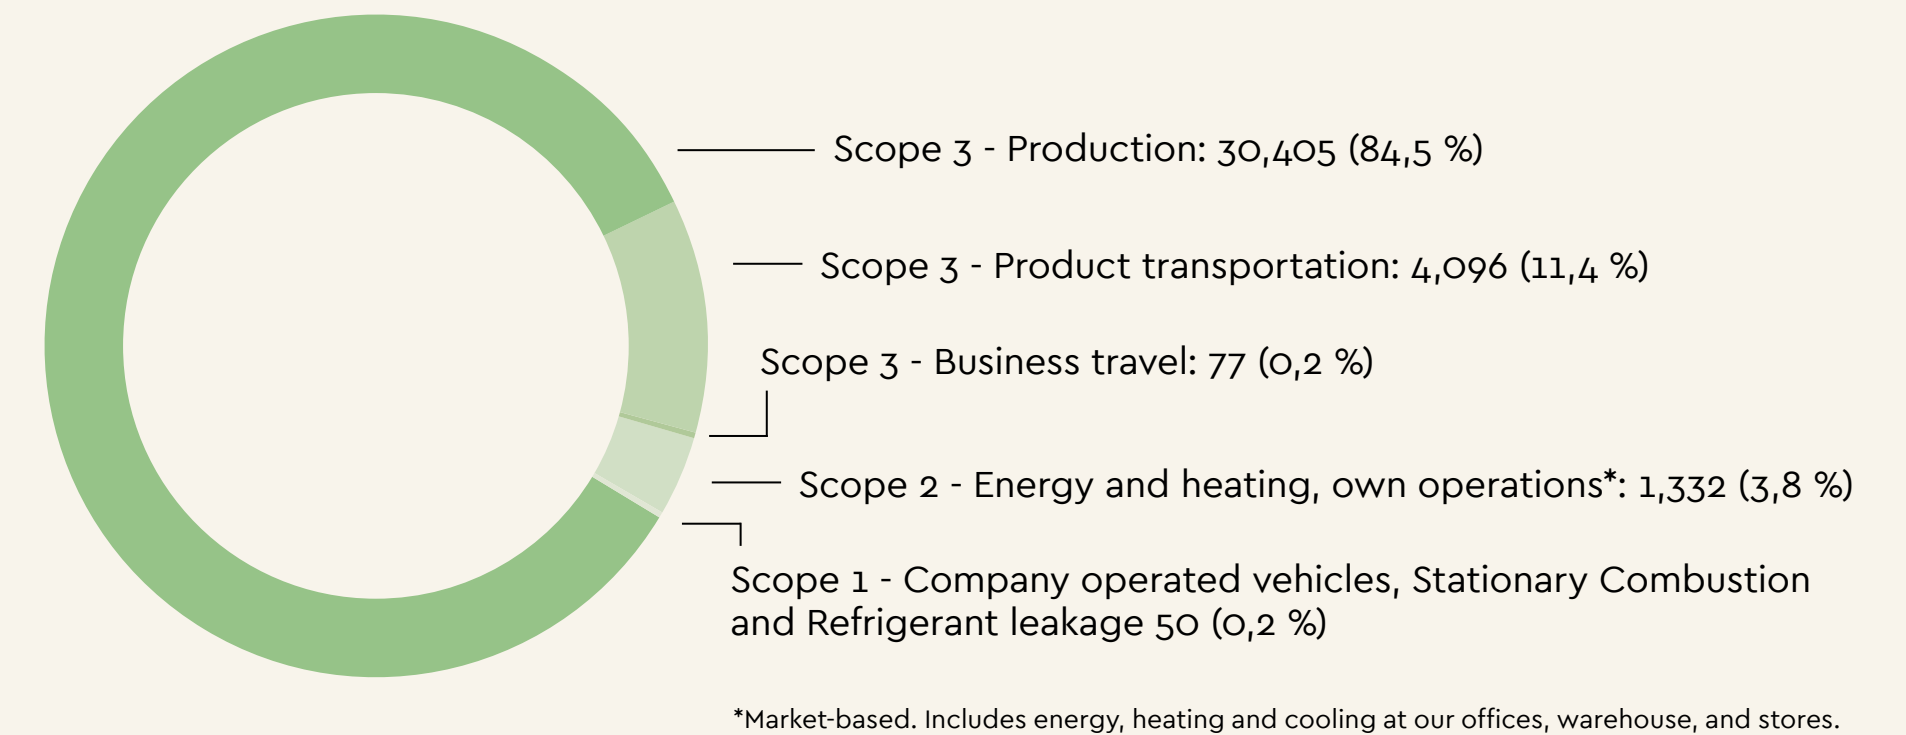 Scope 3 - Production: 30,405 (84,5 %)
Scope 3 - Product transportation: 4,096 (11,4 %)
Scope 3 - Business travel: 77 (0,2 %)
Scope 2 - Energy and heating, own operations*: 1,332 (3,8 %)
Scope 1 - Company operated vehicles, Stationary Combustion
and Refrigerant leakage 50 (0,2 %)
*Market-based. Includes energy, heating and cooling at our offices, warehouse, and stores.